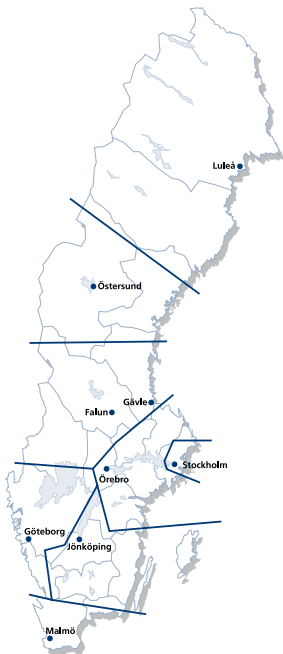 Luleå
Östersund
Gävle
Falun
Stockholm
Örebro
Göteborg
Jönköping
Malmö